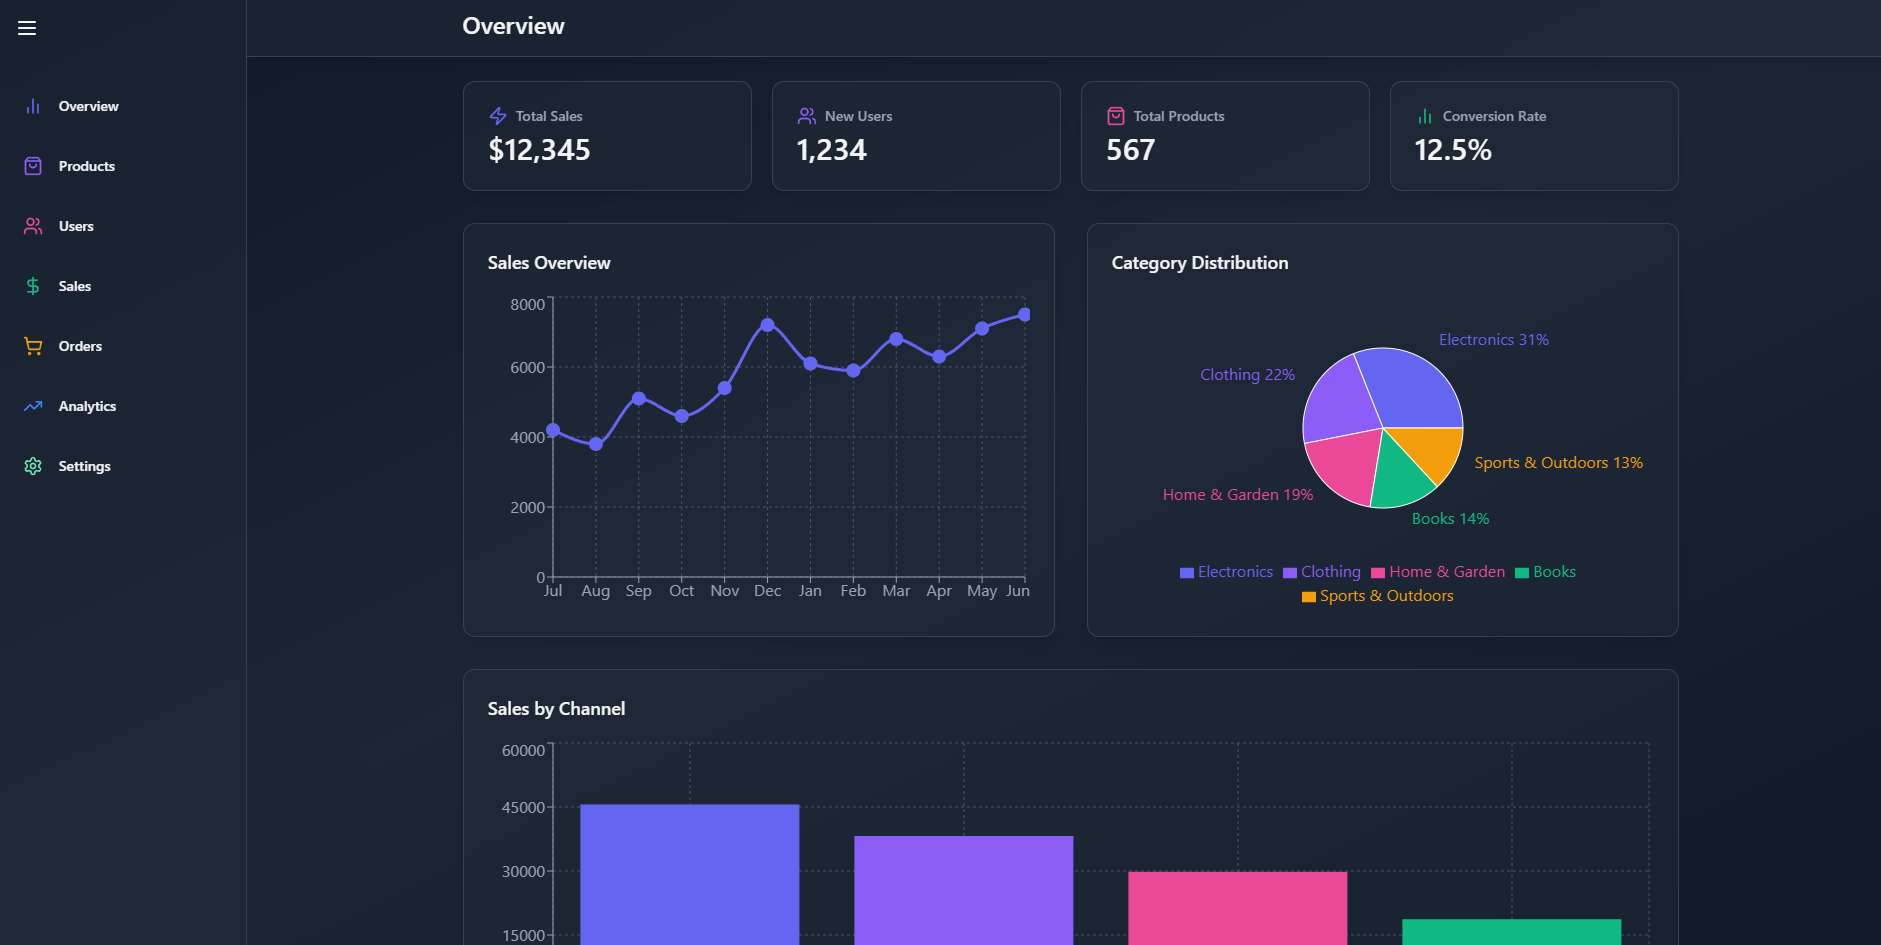 Overview
Overview
Products
Users
Sales
Orders
Analytics
Settings
Total Sales
$12,345
New Users
1,234
Total Products
567
Conversion Rate
12.5%
Sales Overview
8000
6000
4000
2000
0
Jul Aug Sep Oct Nov Dec Jan Feb Mar Apr May Jun
Category Distribution
Electronics 31%
Clothing 22%
Sports & Outdoors 13%
Home & Garden 19%
Books 14%
Electronics Clothing Home & Garden Books
Sports & Outdoors
Sales by Channel
60000
45000
30000
15000